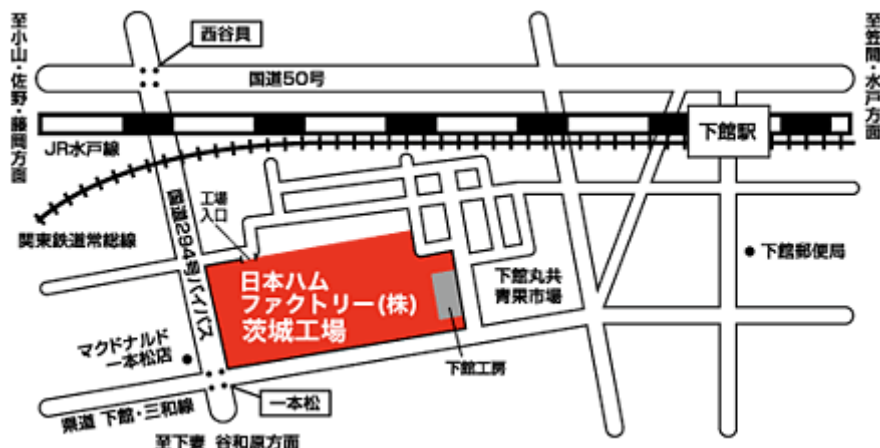 至小山・佐野・藤岡方面
西谷貝
国道50号
至笠間・水戸方面
下館駅
JR水戸線
関東鉄道常総線
国道294号バイパス
工場
入口
日本ハム
ファクトリー(株)
茨城工場
下館丸共
青果市場
下館郵便局
マクドナルド
一本松店
下館工房
一本松
県道 下館・三和線
至下妻 谷和原方面